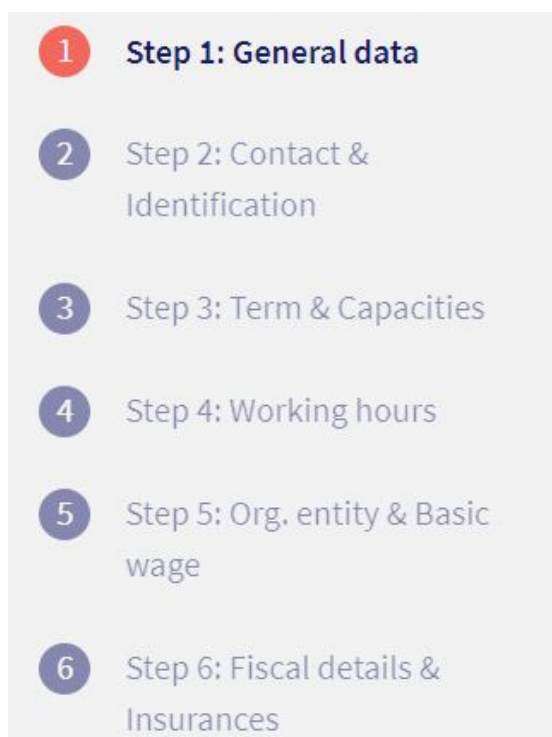 1 Step 1: General data
2 Step 2: Contact &
Identification
3 Step 3: Term & Capacities
4 Step 4: Working hours
5 Step 5: Org. entity & Basic
wage
6 Step 6: Fiscal details &
Insurances